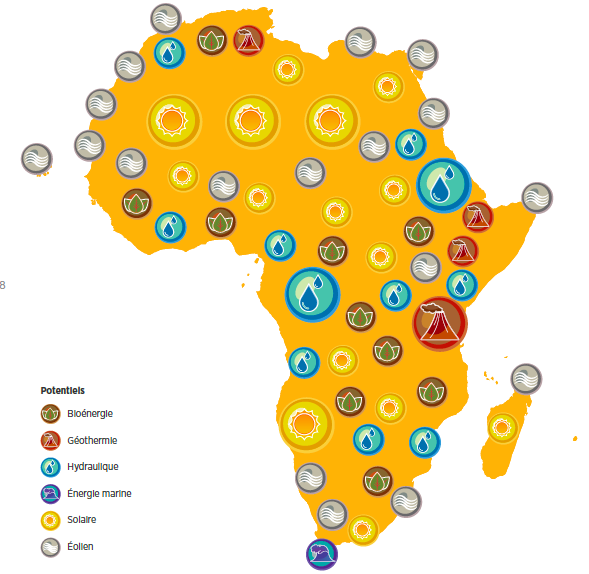 8
Potentiels
Bioénergie
Géothermie
Hydraulique
Énergie marine
Solaire
Éolien